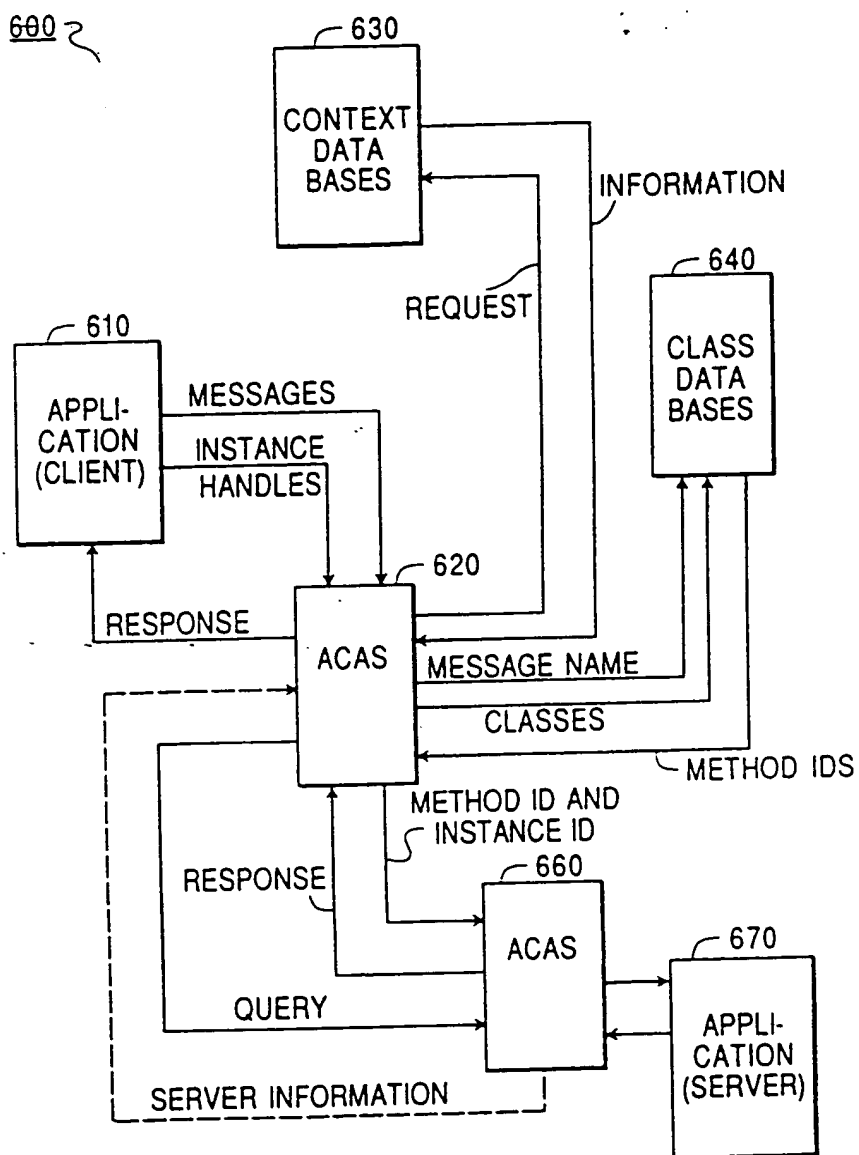 600
630
CONTEXT
DATA
BASES
INFORMATION
REQUEST
640
CLASS
DATA
BASES
610
APPLI-
CATION
(CLIENT)
MESSAGES
INSTANCE
HANDLES
620
RESPONSE
ACAS
MESSAGE NAME
CLASSES
METHOD IDS
METHOD ID AND
INSTANCE ID
RESPONSE
660
ACAS
670
QUERY
APPLI-
CATION
(SERVER)
SERVER INFORMATION